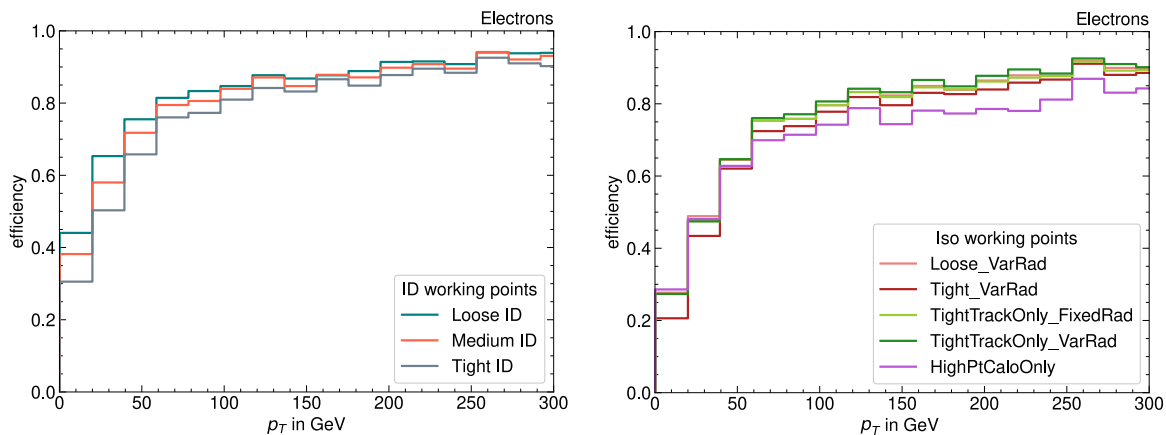 Electrons
1.0
0.8
0.6
0.4
0.2
0.0
efficiency
ID working points
Loose ID
Medium ID
Tight ID
0 50 100 150 200 250 300
p_T in GeV
Electrons
1.0
0.8
0.6
0.4
0.2
0.0
efficiency
Iso working points
Loose_VarRad
Tight_VarRad
TightTrackOnly_FixedRad
TightTrackOnly_VarRad
HighPtCaloOnly
0 50 100 150 200 250 300
p_T in GeV